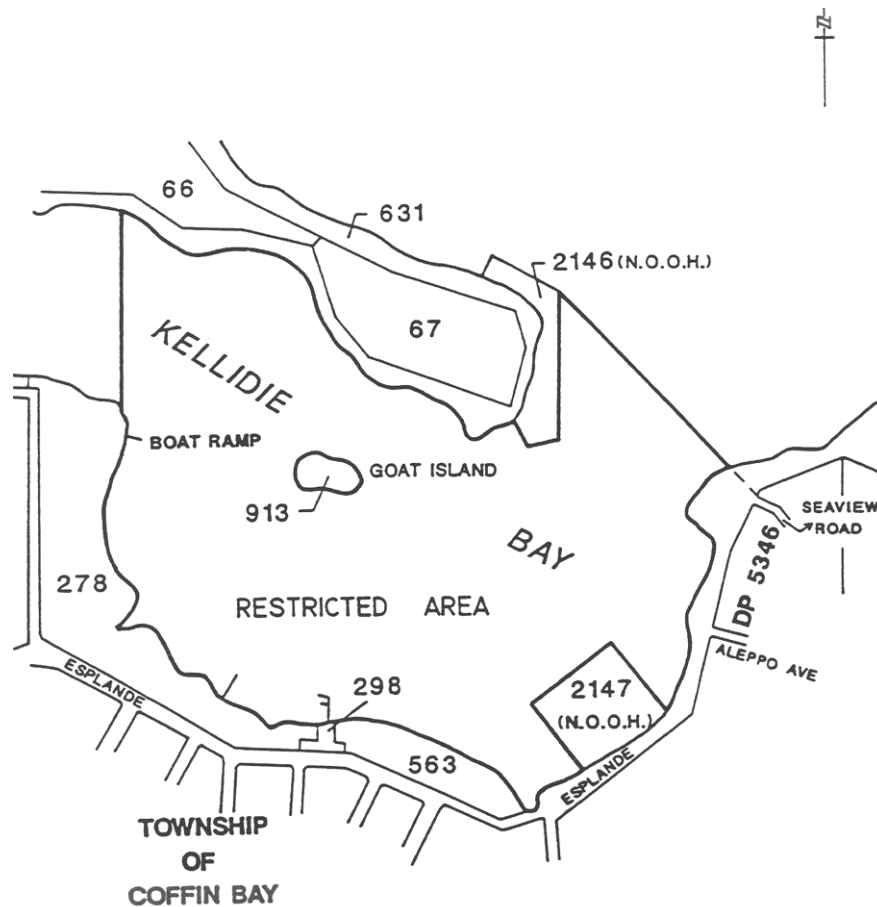 N
66
631
2146 (N.O.O.H.)
67
KELLIDIE
BOAT RAMP
GOAT ISLAND
913
BAY
SEAVIEW
ROAD
DP 5346
278
RESTRICTED AREA
ALEPPO AVE
ESPLANDE
298
2147
(N.O.O.H.)
563
ESPLANDE
TOWNSHIP
OF
COFFIN BAY